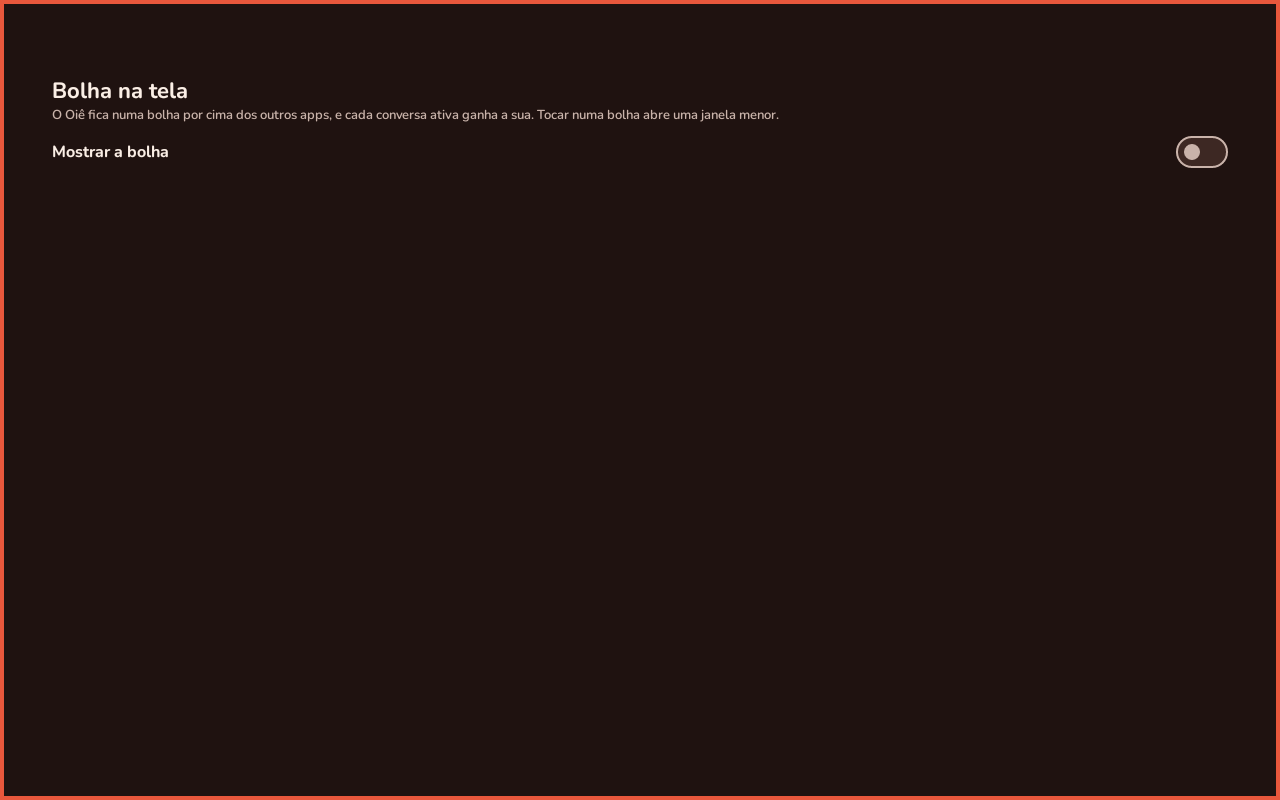 Bolha na tela
O Oiê fica numa bolha por cima dos outros apps, e cada conversa ativa ganha a sua. Tocar numa bolha abre uma janela menor.
Mostrar a bolha